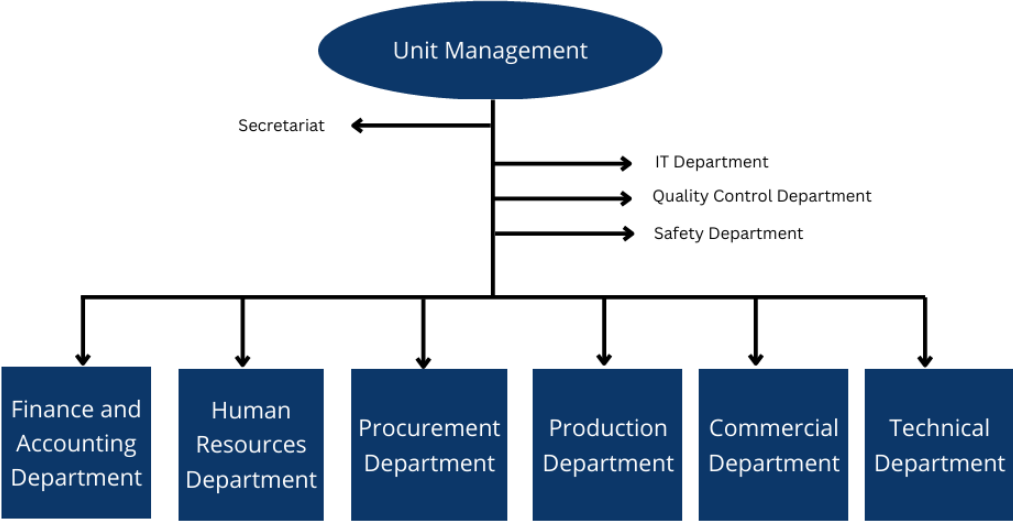 Unit Management
Secretariat
IT Department
Quality Control Department
Safety Department
Finance and
Accounting
Department
Human
Resources
Department
Procurement
Department
Production
Department
Commercial
Department
Technical
Department